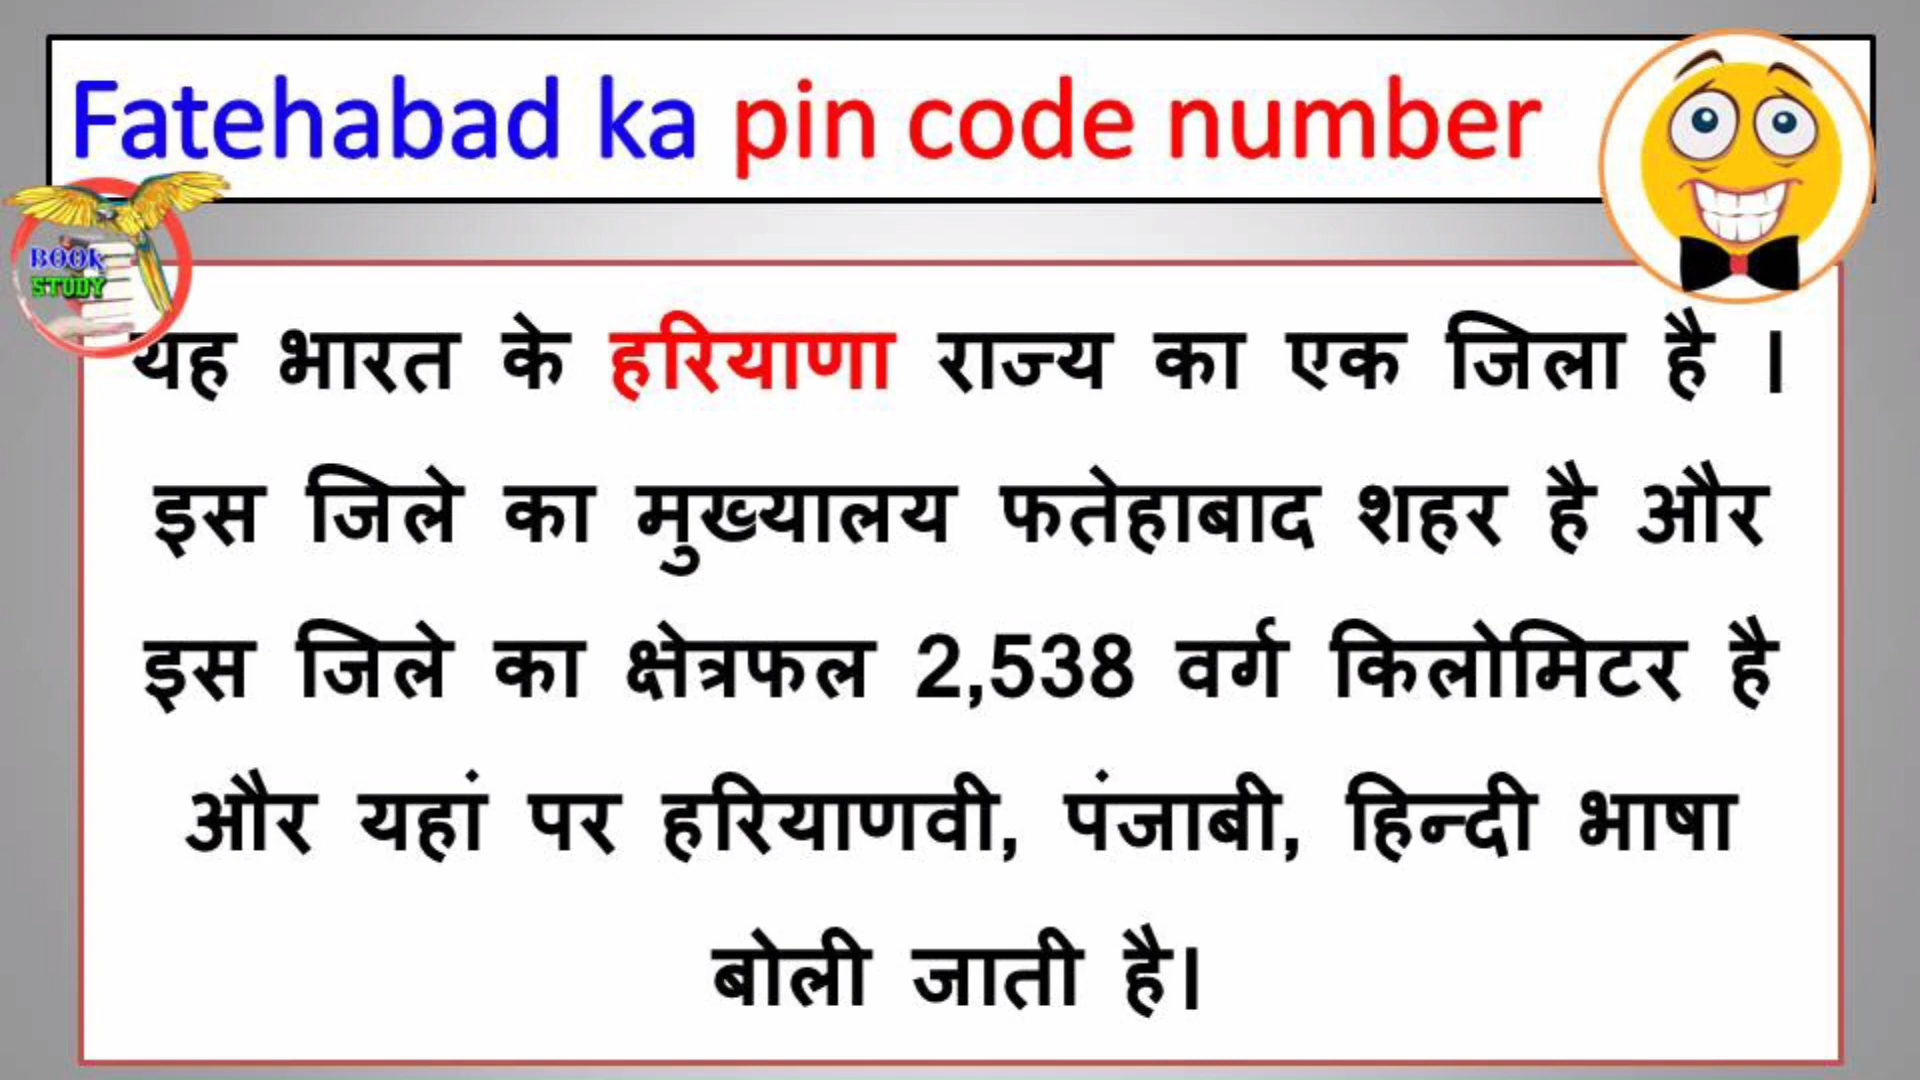 Fatehabad ka pin code number
BOOK
STUDY
यह भारत के हरियाणा राज्य का एक जिला है ।
इस जिले का मुख्यालय फतेहाबाद शहर है और
इस जिले का क्षेत्रफल 2,538 वर्ग किलोमिटर है
और यहां पर हरियाणवी, पंजाबी, हिन्दी भाषा
बोली जाती है।